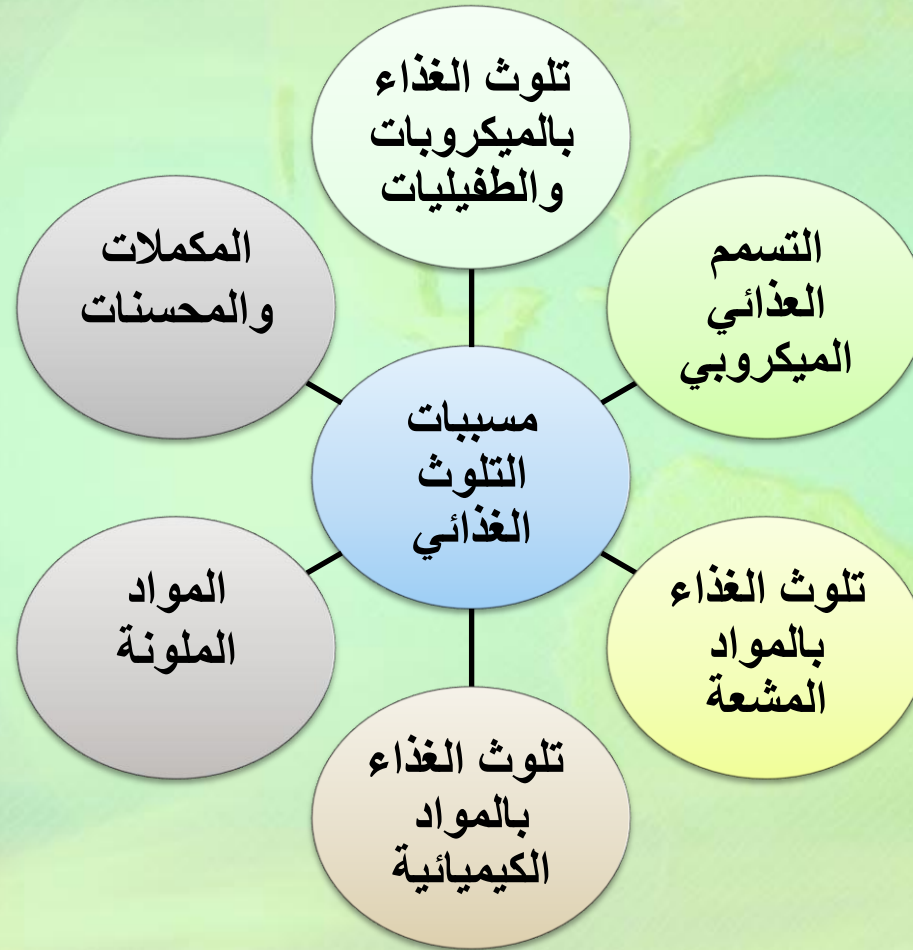 تلوث الغذاء
بالميكروبات
والطفيليات
التسمم
العذائي
الميكروبي
تلوث الغذاء
بالمواد
المشعة
تلوث الغذاء
بالمواد
الكيميائية
المواد
الملونة
المكملات
والمحسنات
مسببات
التلوث
الغذائي